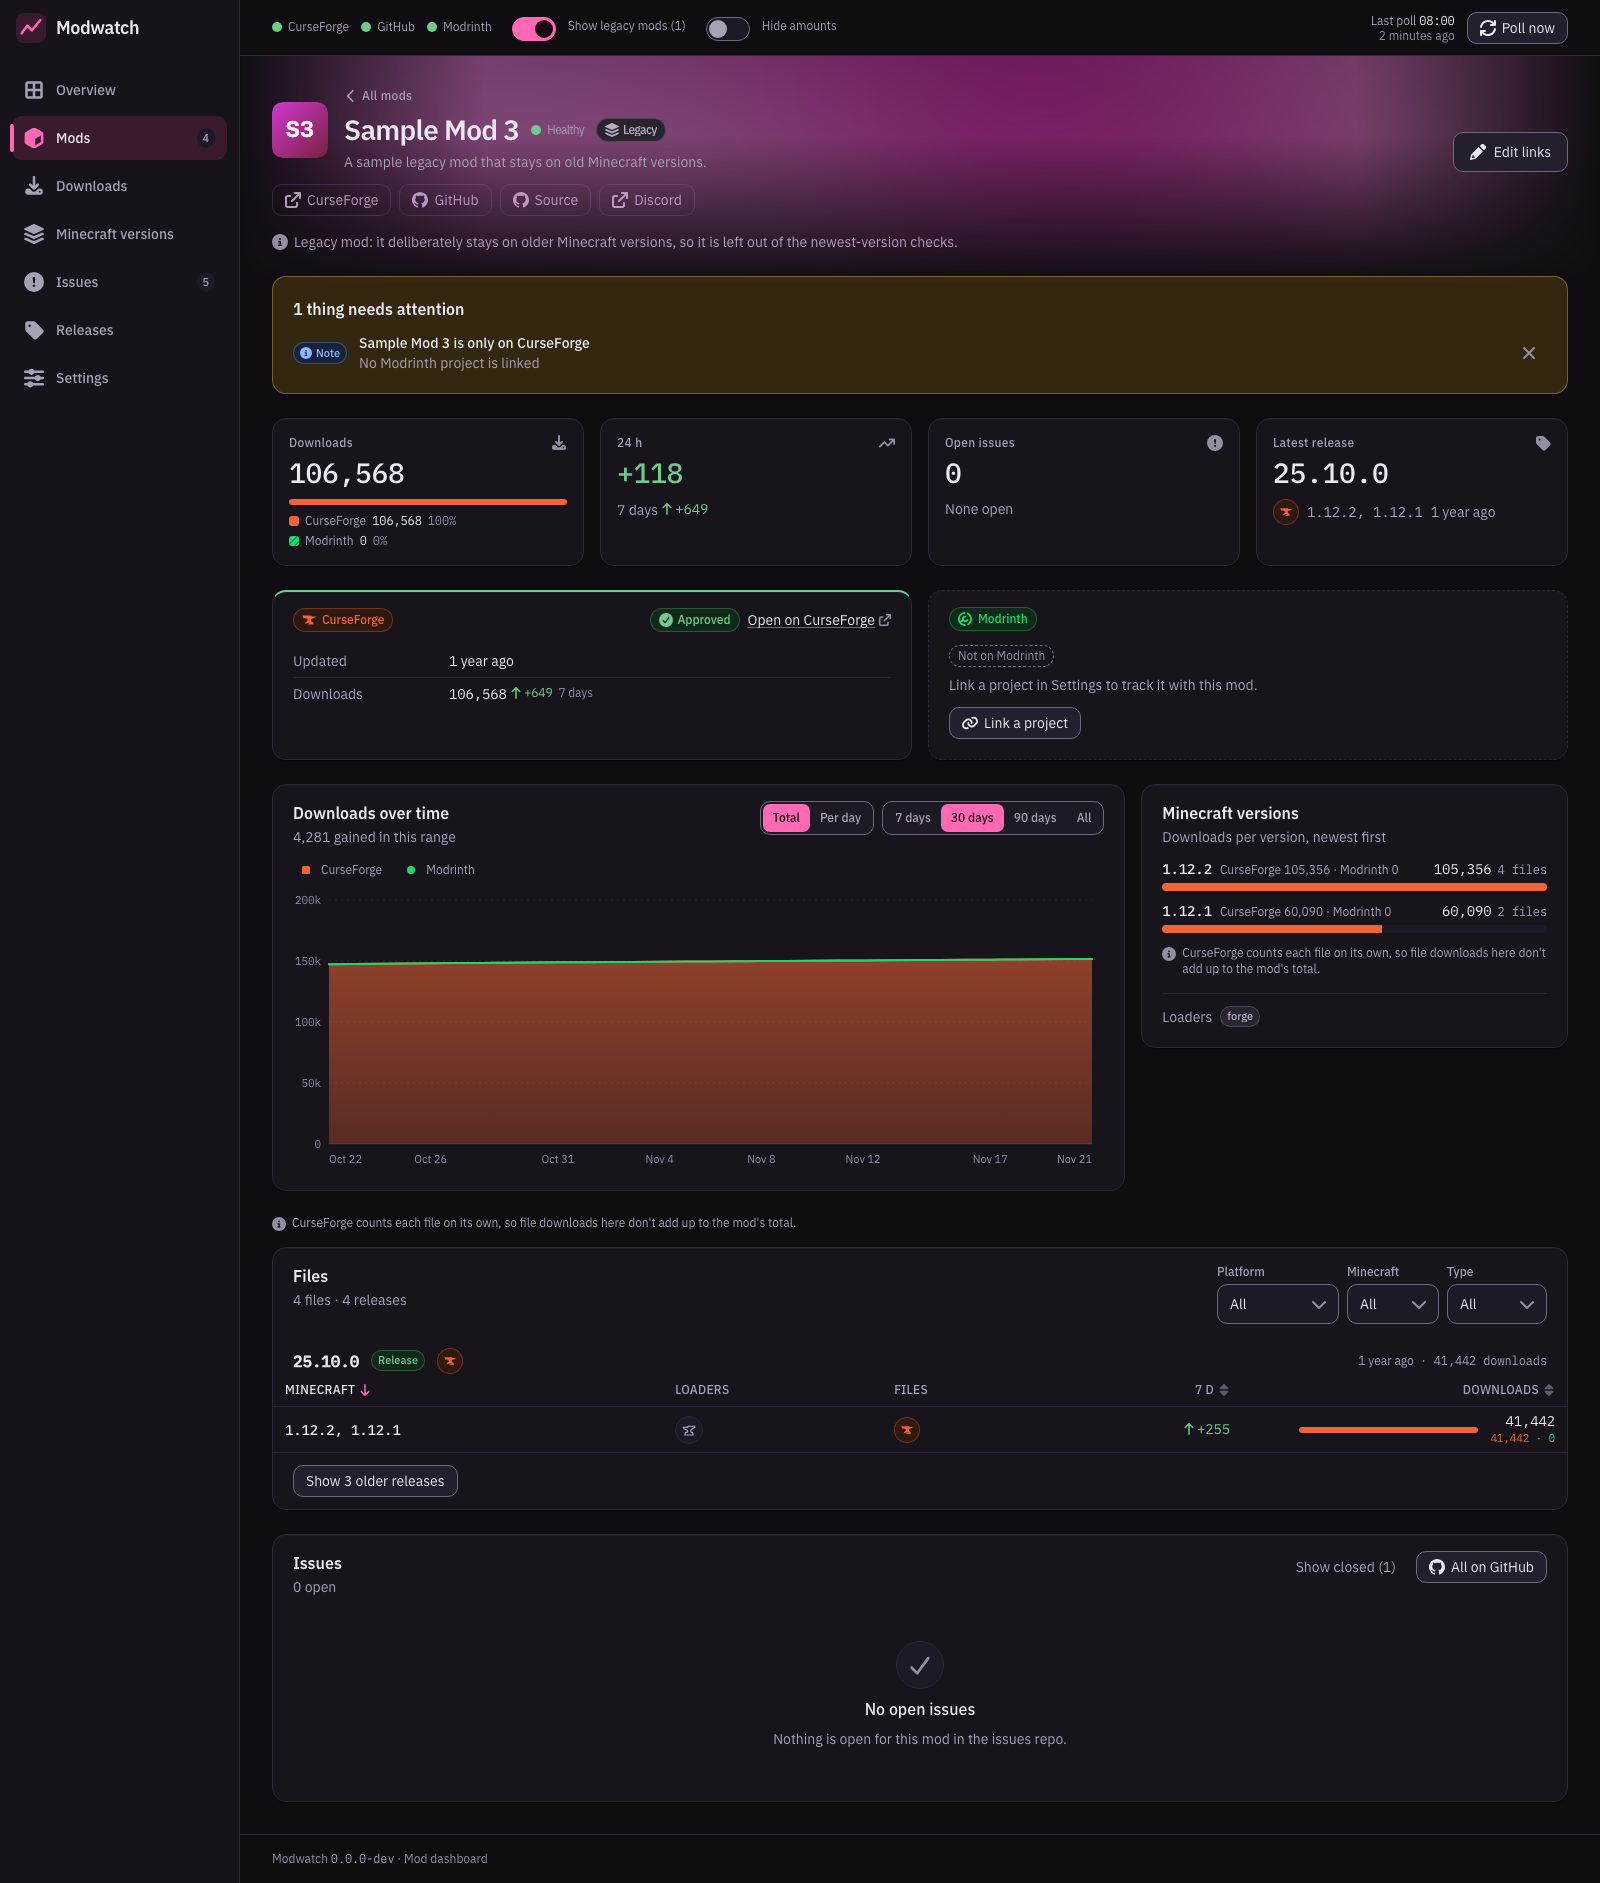 Modwatch
Overview
Mods 4
Downloads
Minecraft versions
Issues 5
Releases
Settings
CurseForge GitHub Modrinth Show legacy mods (1) Hide amounts
Last poll 08:00
2 minutes ago
Poll now
All mods
S3
Sample Mod 3 Healthy Legacy
A sample legacy mod that stays on old Minecraft versions.
Edit links
CurseForge GitHub Source Discord
Legacy mod: it deliberately stays on older Minecraft versions, so it is left out of the newest-version checks.
1 thing needs attention
Note
Sample Mod 3 is only on CurseForge
No Modrinth project is linked
Downloads
106,568
CurseForge 106,568 100%
Modrinth 0 0%
24 h
+118
7 days +649
Open issues
0
None open
Latest release
25.10.0
1.12.2, 1.12.1 1 year ago
CurseForge Approved Open on CurseForge
Updated 1 year ago
Downloads 106,568 +649 7 days
Modrinth
Not on Modrinth
Link a project in Settings to track it with this mod.
Link a project
Downloads over time
4,281 gained in this range
Total Per day 7 days 30 days 90 days All
CurseForge Modrinth
200k
150k
100k
50k
0
Oct 22 Oct 26 Oct 31 Nov 4 Nov 8 Nov 12 Nov 17 Nov 21
Minecraft versions
Downloads per version, newest first
1.12.2 CurseForge 105,356 · Modrinth 0 105,356 4 files
1.12.1 CurseForge 60,090 · Modrinth 0 60,090 2 files
CurseForge counts each file on its own, so file downloads here don't
add up to the mod's total.
Loaders forge
CurseForge counts each file on its own, so file downloads here don't add up to the mod's total.
Files
4 files · 4 releases
Platform Minecraft Type
All All All
25.10.0 Release
1 year ago · 41,442 downloads
MINECRAFT LOADERS FILES 7 D DOWNLOADS
1.12.2, 1.12.1 +255 41,442
41,442 · 0
Show 3 older releases
Issues
0 open
Show closed (1) All on GitHub
No open issues
Nothing is open for this mod in the issues repo.
Modwatch 0.0.0-dev · Mod dashboard